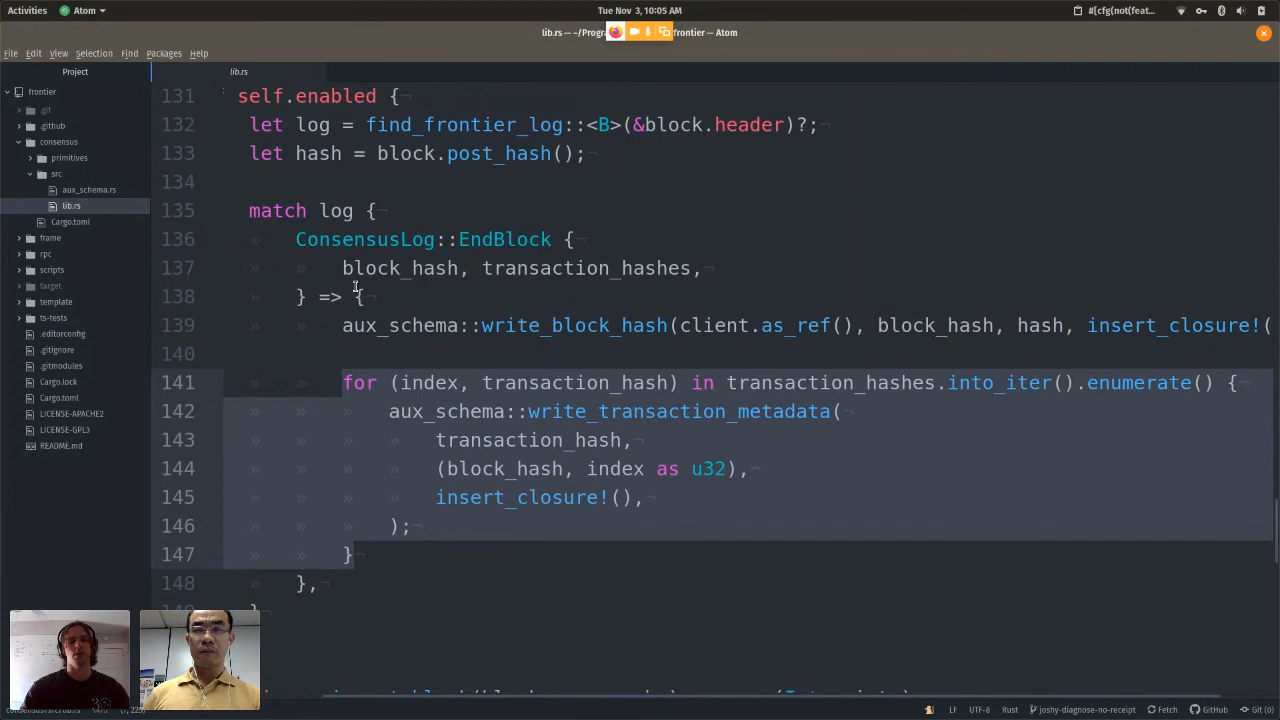 Activities Atom Tue Nov 3, 10:05 AM #[cfg(not(feat...
lib.rs — ~/Progra frontier — Atom
File Edit View Selection Find Packages Help
Project lib.rs
frontier
.git
.github
consensus
primitives
src
aux_schema.rs
lib.rs
Cargo.toml
frame
rpc
scripts
target
template
ts-tests
.editorconfig
.gitignore
.gitmodules
Cargo.lock
Cargo.toml
LICENSE-APACHE2
LICENSE-GPL3
README.md
131 self.enabled {
132 let log = find_frontier_log::<B>(&block.header)?;
133 let hash = block.post_hash();
134
135 match log {
136 ConsensusLog::EndBlock {
137 block_hash, transaction_hashes,
138 } => {
139 aux_schema::write_block_hash(client.as_ref(), block_hash, hash, insert_closure!(
140
141 for (index, transaction_hash) in transaction_hashes.into_iter().enumerate() {
142 aux_schema::write_transaction_metadata(
143 transaction_hash,
144 (block_hash, index as u32),
145 insert_closure!(),
146 );
147 }
148 },
LF UTF-8 Rust joshy-diagnose-no-receipt Fetch GitHub Git (0)